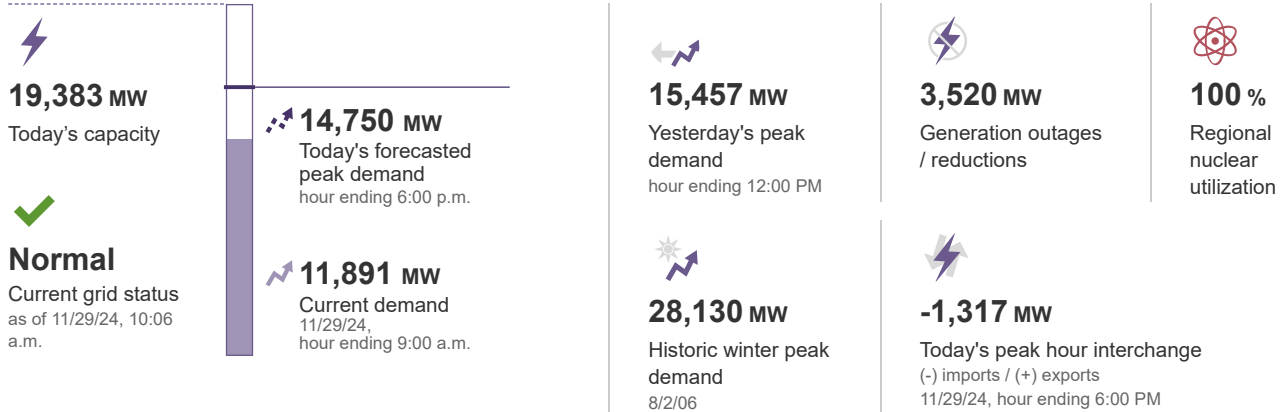 19,383 MW
Today's capacity
Normal
Current grid status
as of 11/29/24, 10:06
a.m.
14,750 MW
Today's forecasted
peak demand
hour ending 6:00 p.m.
11,891 MW
Current demand
11/29/24,
hour ending 9:00 a.m.
15,457 MW
Yesterday's peak
demand
hour ending 12:00 PM
3,520 MW
Generation outages
/ reductions
100 %
Regional
nuclear
utilization
28,130 MW
Historic winter peak
demand
8/2/06
-1,317 MW
Today's peak hour interchange
(-) imports / (+) exports
11/29/24, hour ending 6:00 PM